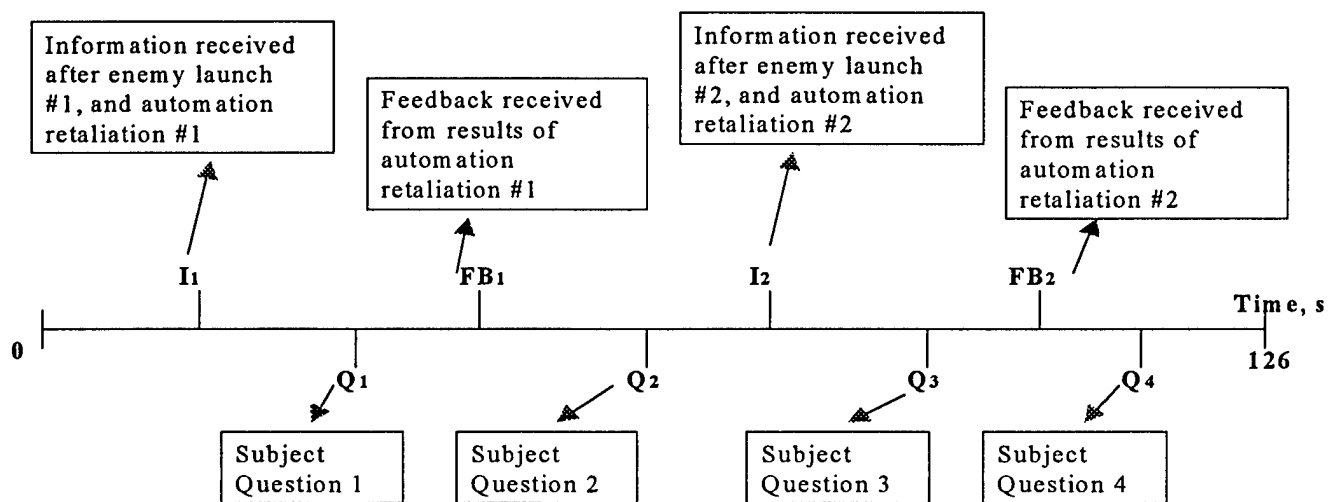 Information received
after enemy launch
#1, and automation
retaliation #1
Feedback received
from results of
automation
retaliation #1
Information received
after enemy launch
#2, and automation
retaliation #2
Feedback received
from results of
automation
retaliation #2
I1
FB1
I2
FB2
Time, s
0
126
Q1
Q2
Q3
Q4
Subject
Question 1
Subject
Question 2
Subject
Question 3
Subject
Question 4